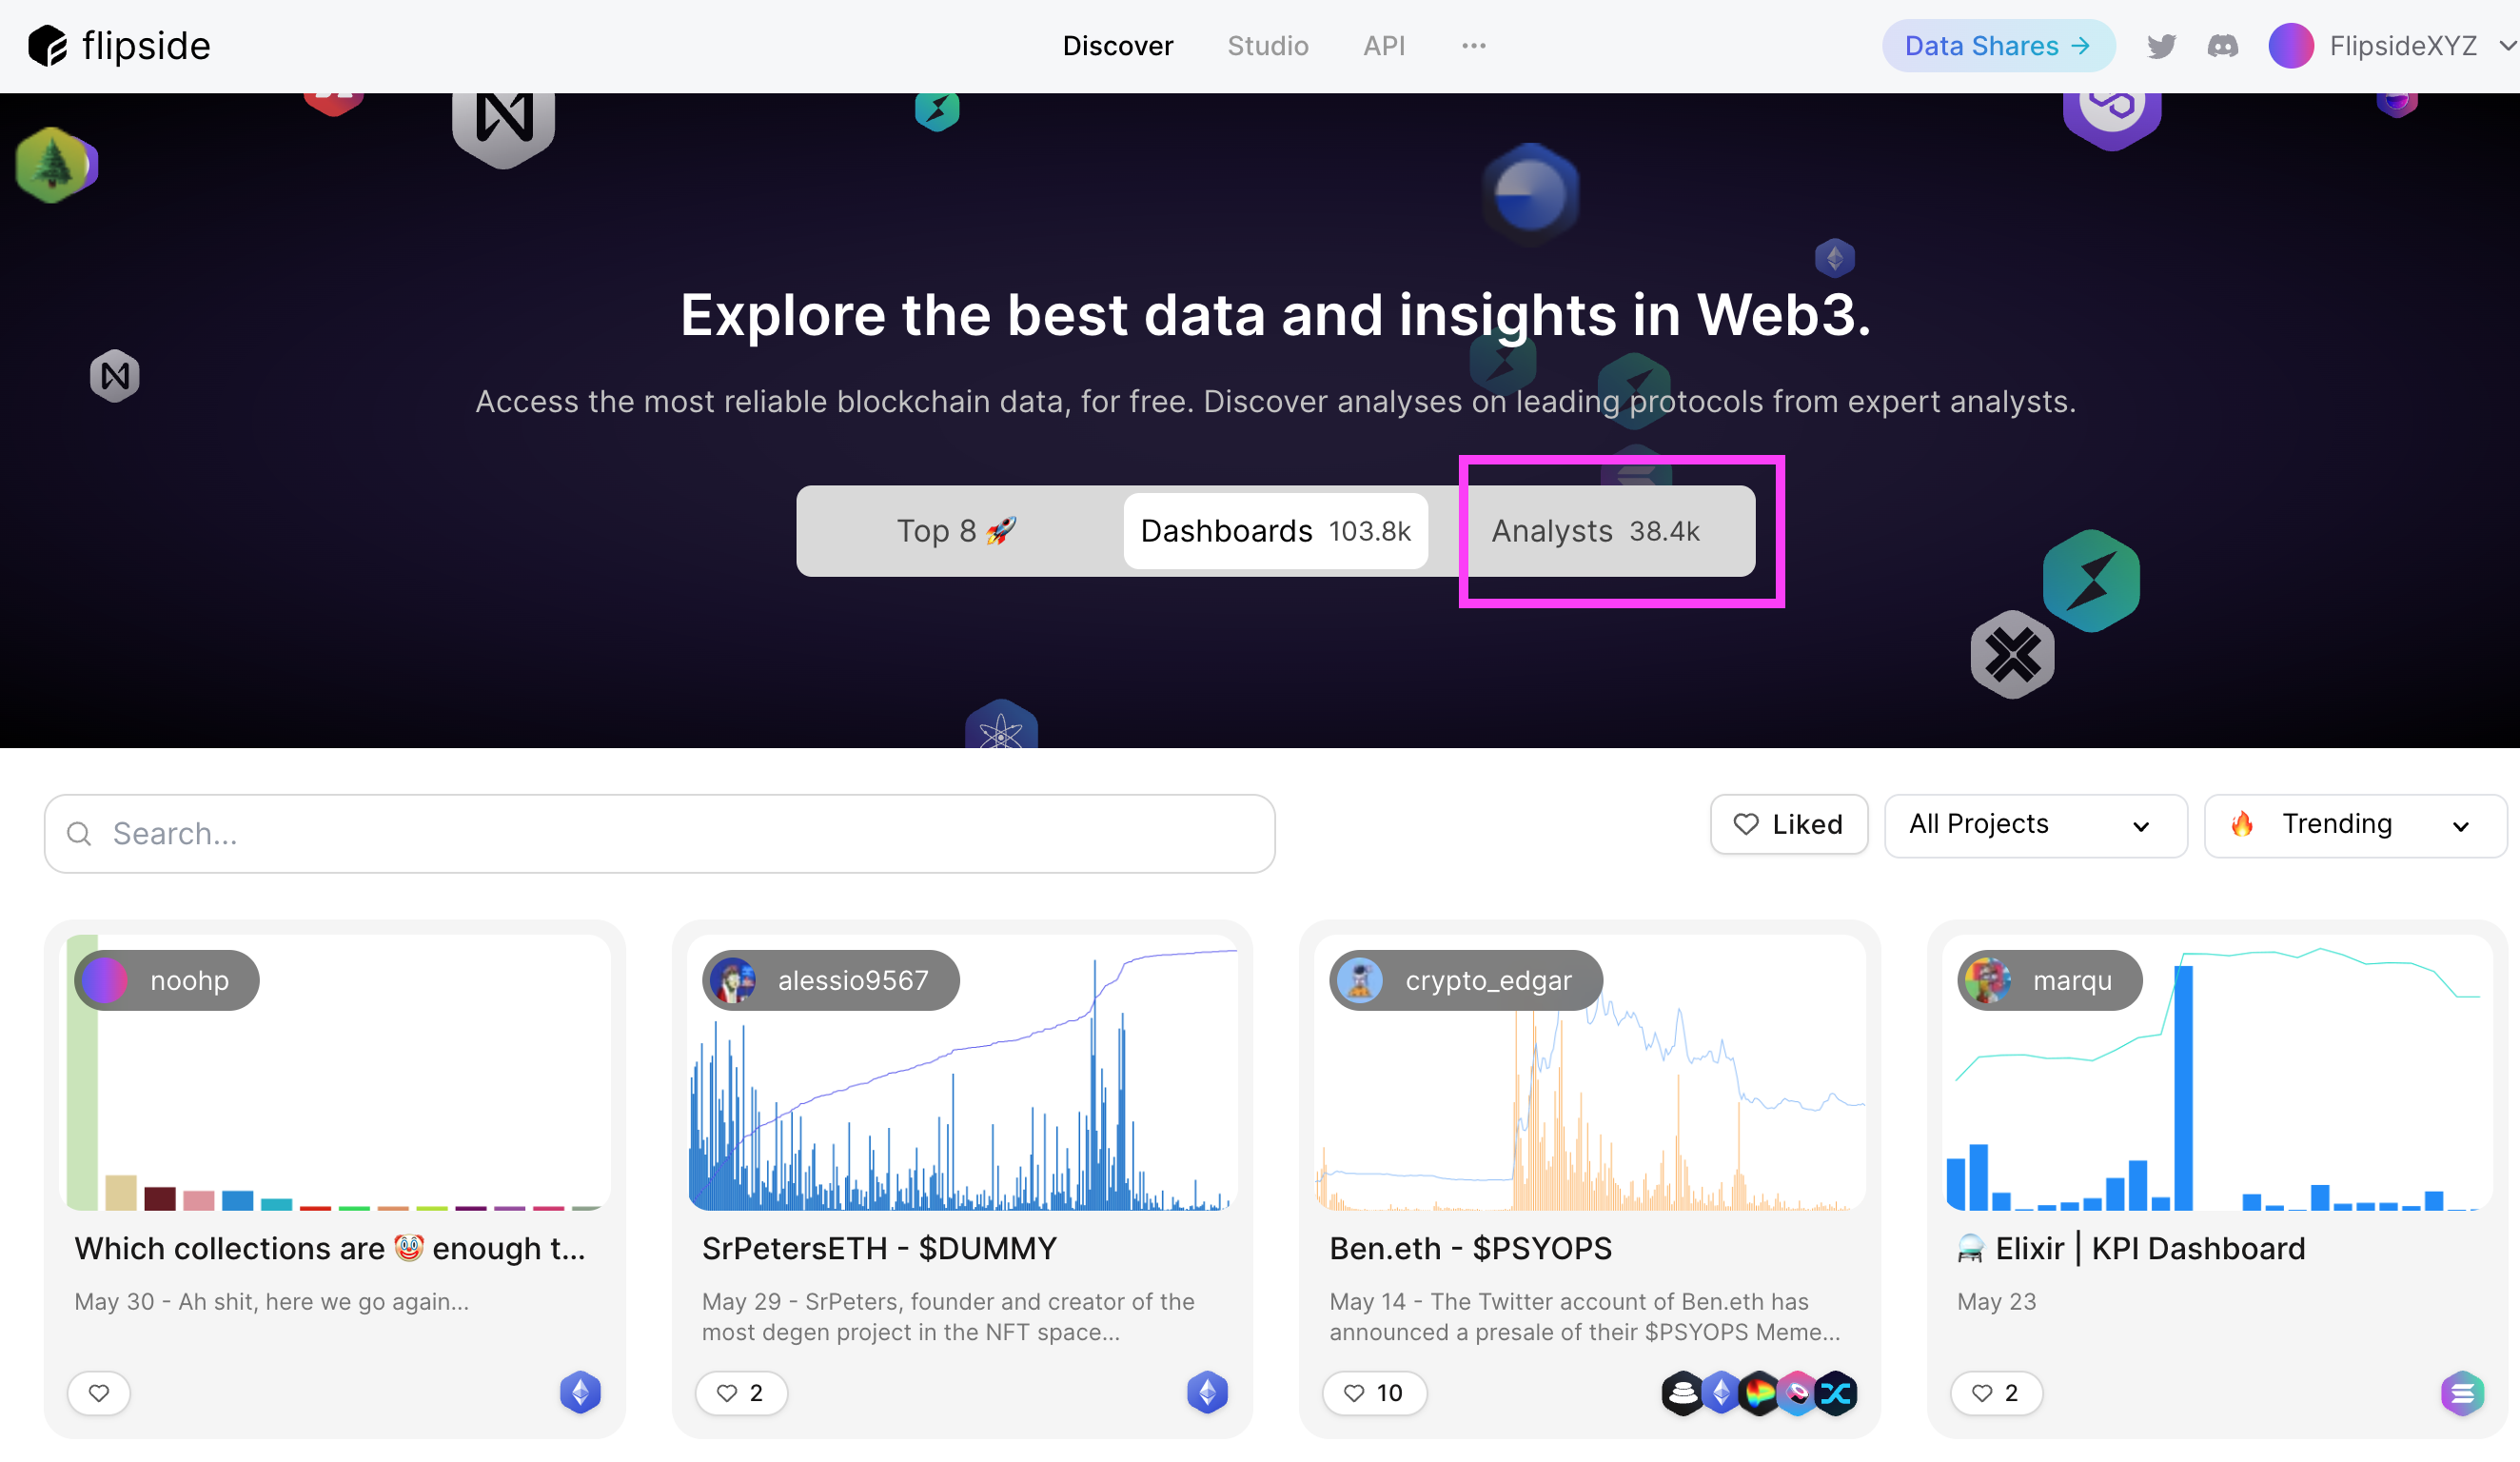 flipside
Discover Studio API ...
Data Shares → FlipsideXYZ
Explore the best data and insights in Web3.
Access the most reliable blockchain data, for free. Discover analyses on leading protocols from expert analysts.
Top 8 🚀 Dashboards 103.8k Analysts 38.4k
Search...
Liked All Projects 🔥 Trending
noohp
Which collections are 🤡 enough t...
May 30 - Ah shit, here we go again...
alessio9567
SrPetersETH - $DUMMY
May 29 - SrPeters, founder and creator of the
most degen project in the NFT space...
2
crypto_edgar
Ben.eth - $PSYOPS
May 14 - The Twitter account of Ben.eth has
announced a presale of their $PSYOPS Meme...
10
marqu
🔮 Elixir | KPI Dashboard
May 23
2